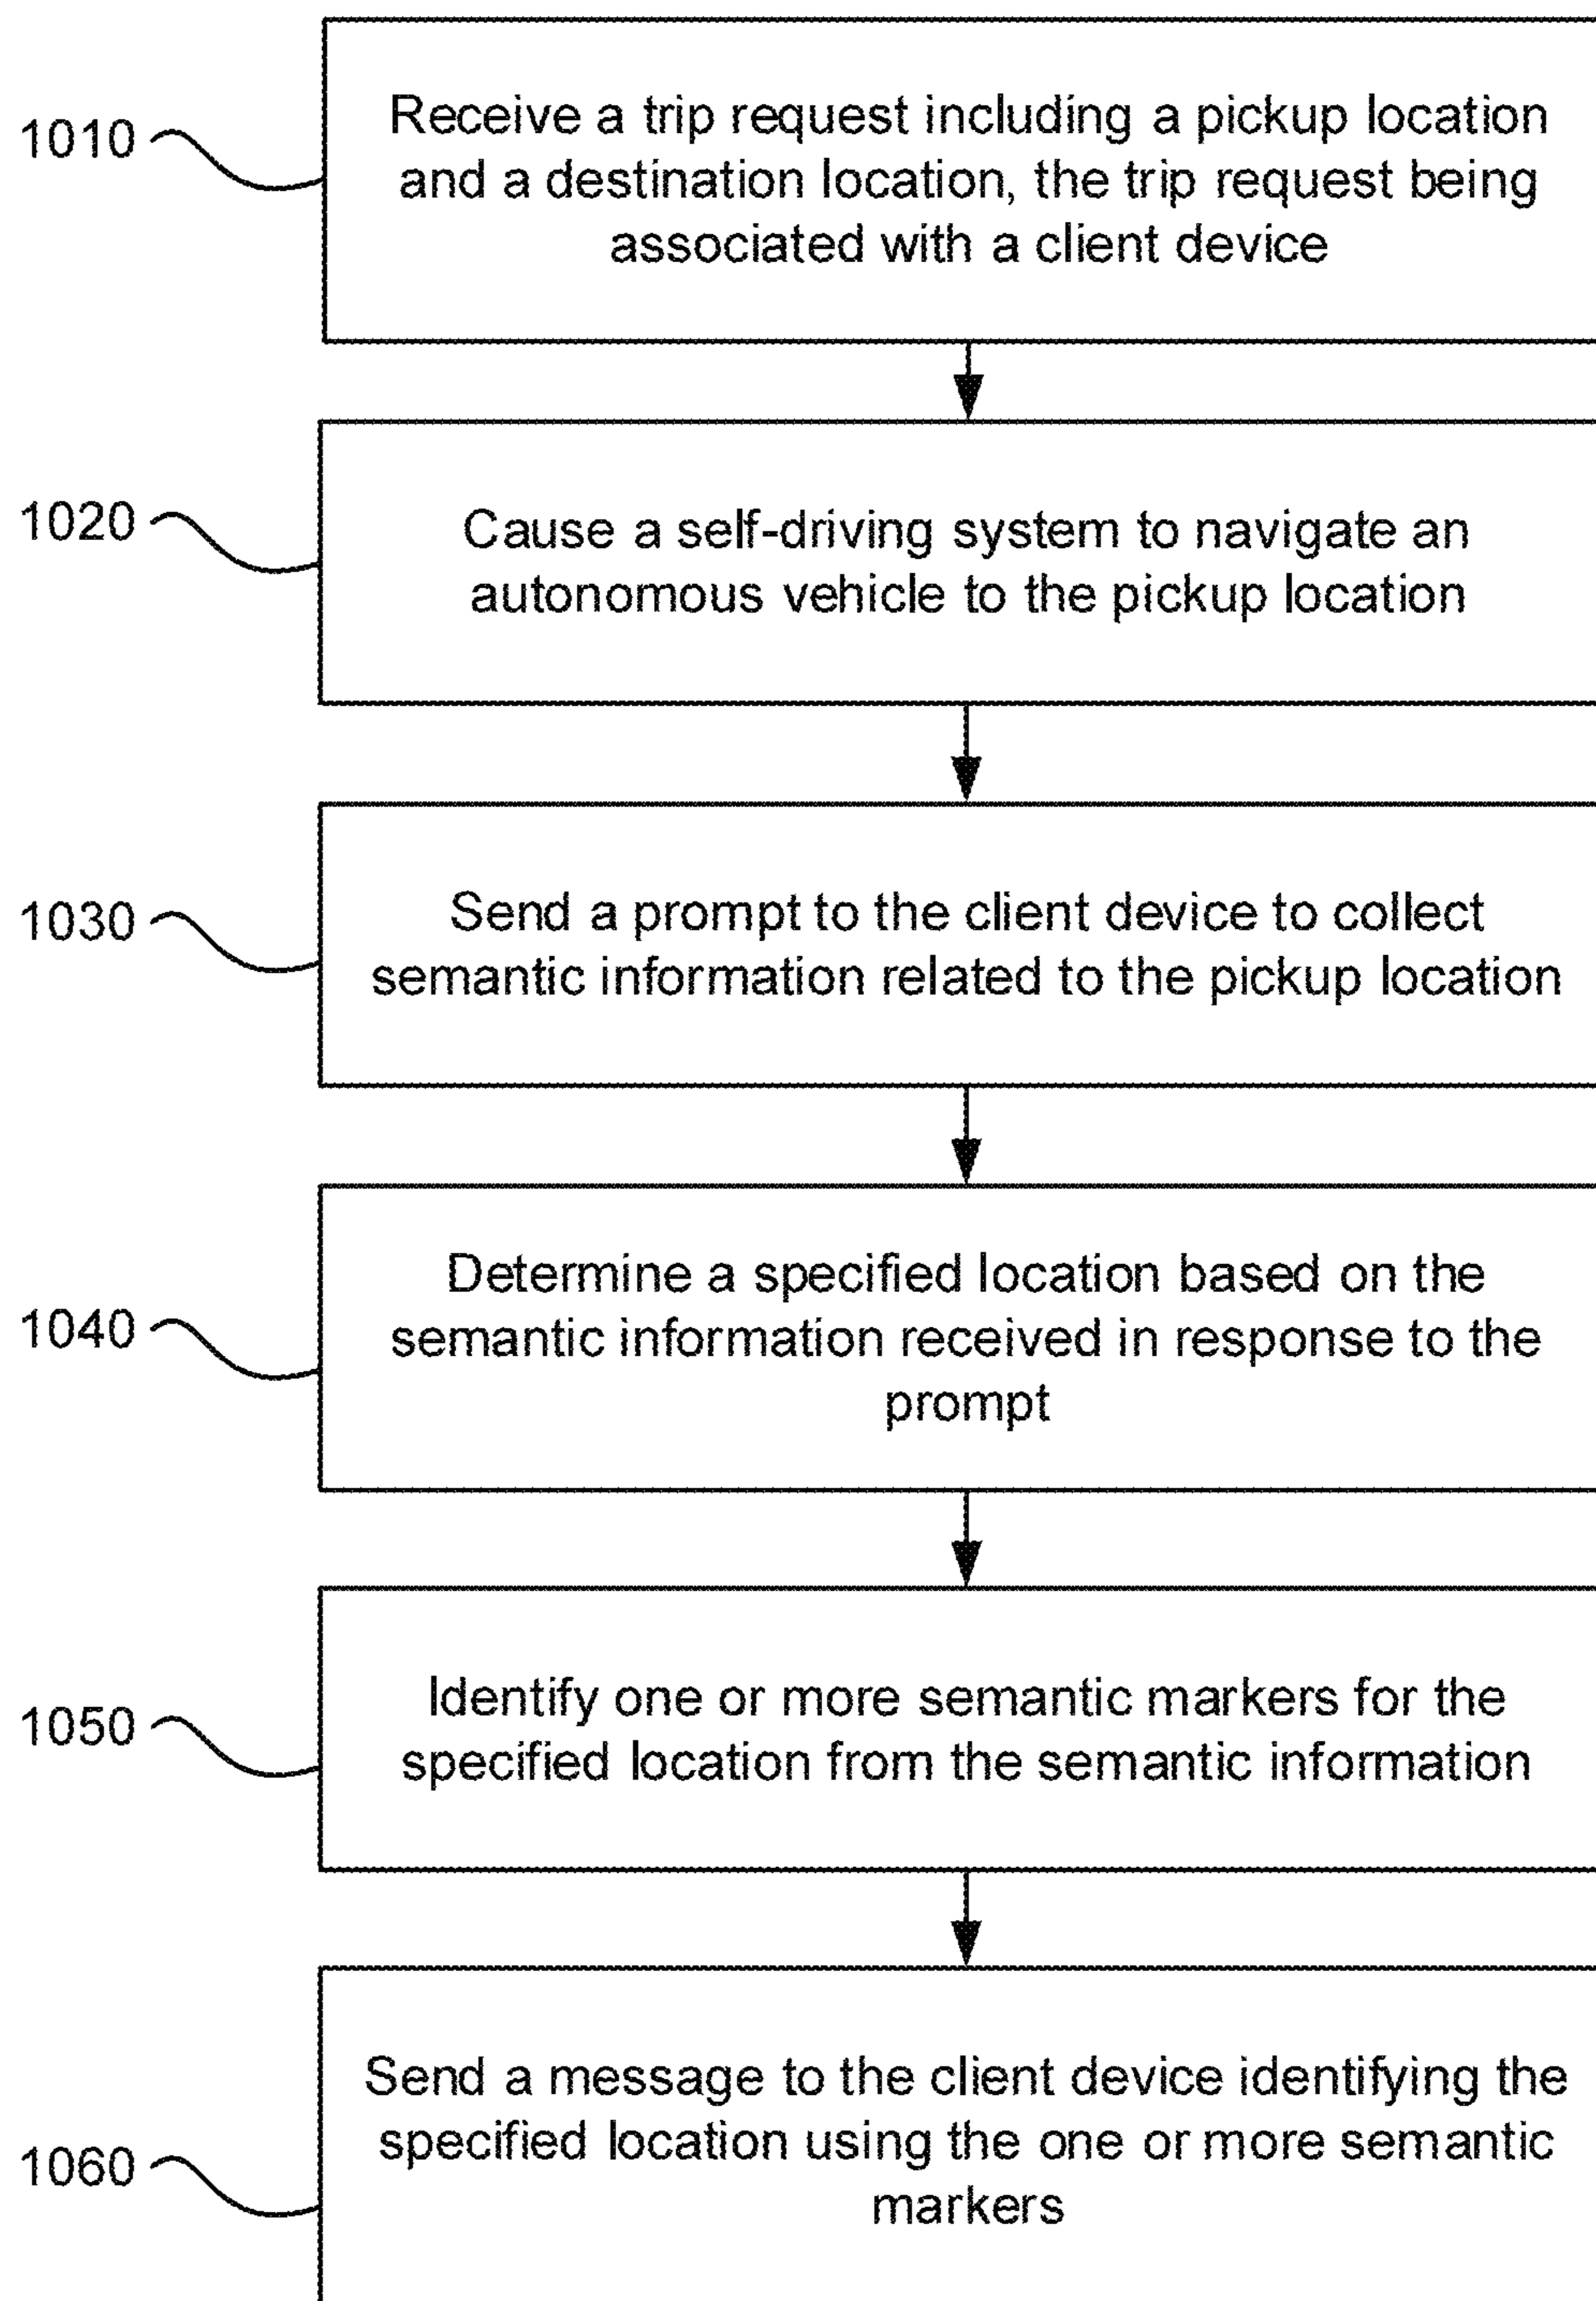 1010
Receive a trip request including a pickup location
and a destination location, the trip request being
associated with a client device
1020
Cause a self-driving system to navigate an
autonomous vehicle to the pickup location
1030
Send a prompt to the client device to collect
semantic information related to the pickup location
1040
Determine a specified location based on the
semantic information received in response to the
prompt
1050
Identify one or more semantic markers for the
specified location from the semantic information
1060
Send a message to the client device identifying the
specified location using the one or more semantic
markers